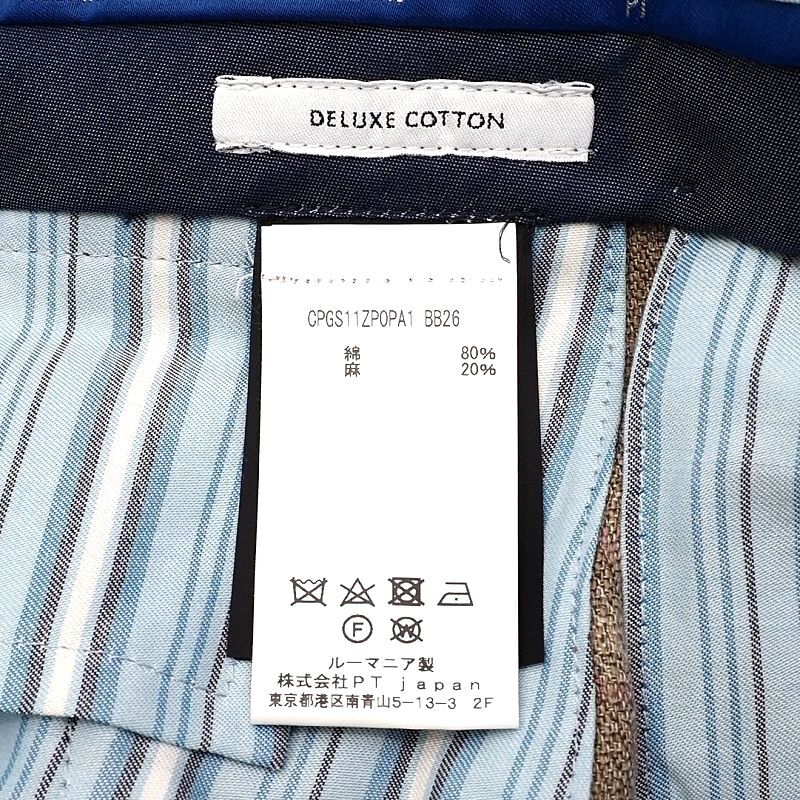 DELUXE COTTON
CPGS11ZP0PA1 BB26
綿 80%
麻 20%
F W
ルーマニア製
株式会社PT japan
東京都港区南青山5-13-3 2F